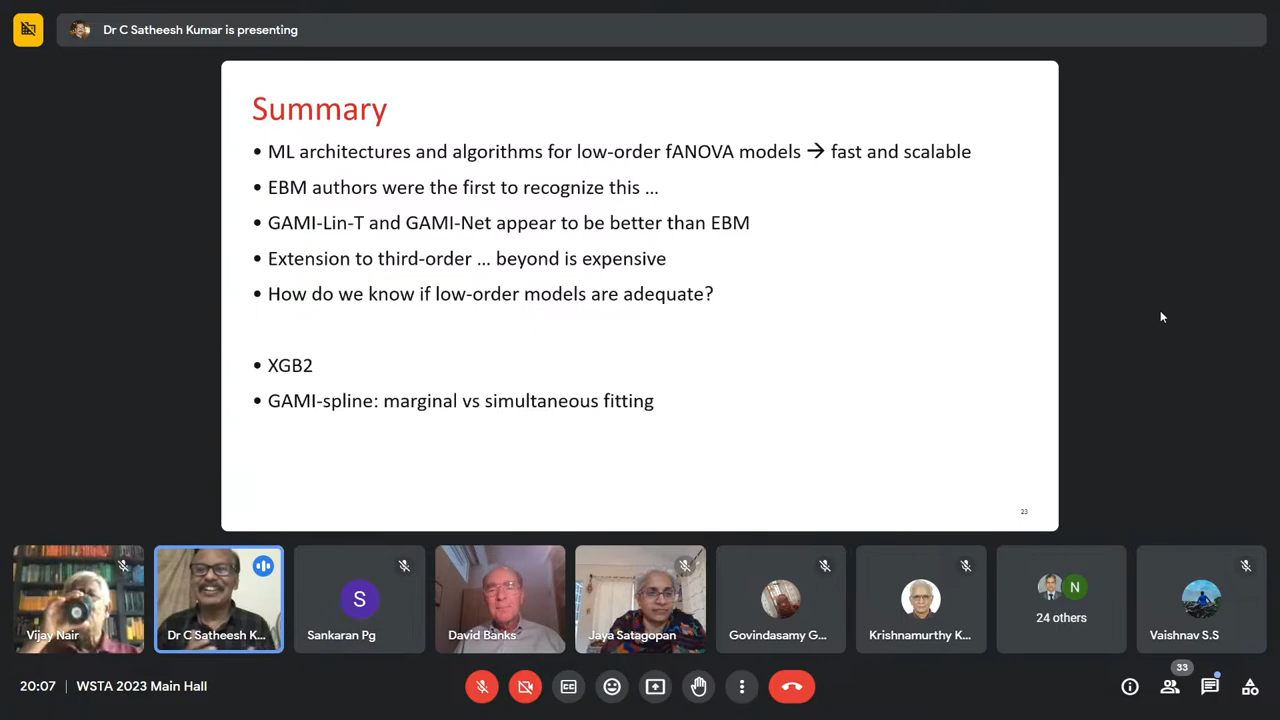 Dr C Satheesh Kumar is presenting
Summary
• ML architectures and algorithms for low-order fANOVA models → fast and scalable
• EBM authors were the first to recognize this …
• GAMI-Lin-T and GAMI-Net appear to be better than EBM
• Extension to third-order … beyond is expensive
• How do we know if low-order models are adequate?
• XGB2
• GAMI-spline: marginal vs simultaneous fitting
23
S
N
Vijay Nair
Dr C Satheesh K...
Sankaran Pg
David Banks
Jaya Satagopan
Govindasamy G...
Krishnamurthy K...
24 others
Vaishnav S.S
20:07 | WSTA 2023 Main Hall
33